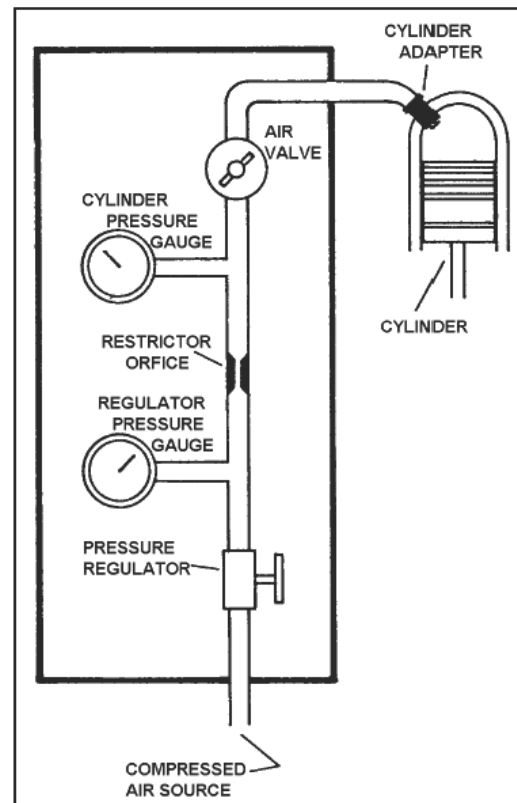 CYLINDER
ADAPTER
AIR
VALVE
CYLINDER
PRESSURE
GAUGE
CYLINDER
RESTRICTOR
ORFICE
REGULATOR
PRESSURE
GAUGE
PRESSURE
REGULATOR
COMPRESSED
AIR SOURCE